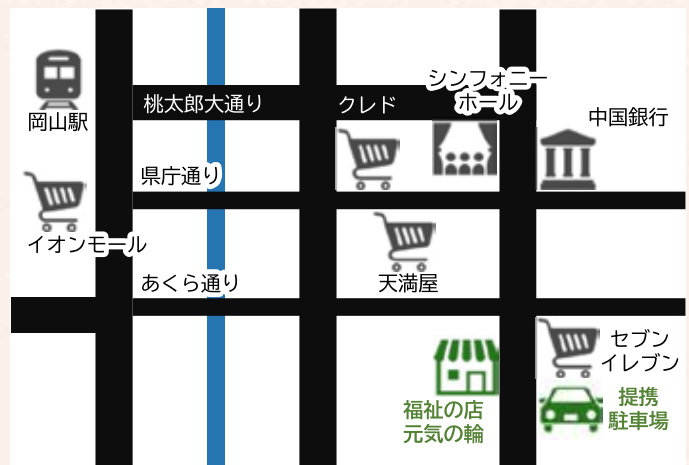 シンフォニー
ホール
桃太郎大通り
クレド
岡山駅
中国銀行
県庁通り
イオンモール
あくら通り
天満屋
セブン
イレブン
福祉の店
元気の輪
提携
駐車場